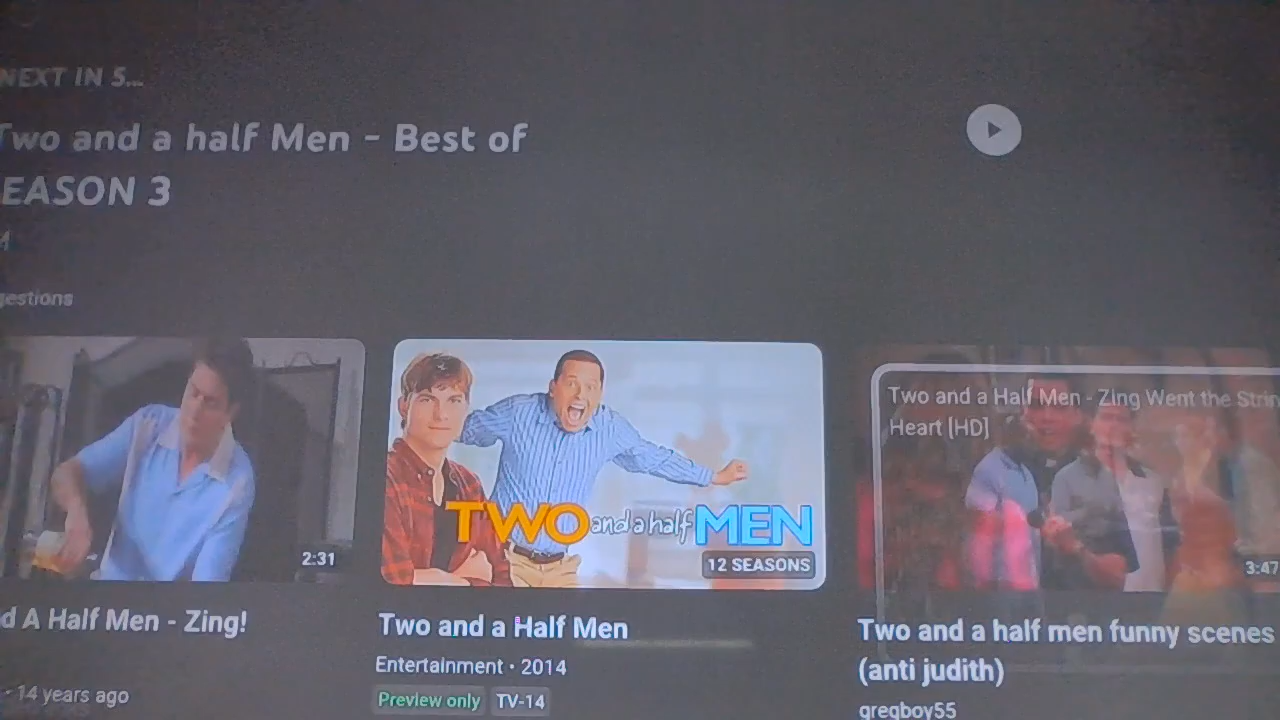 NEXT IN 5...
Two and a half Men - Best of
EASON 3
4
gestions
Two and a Half Men - Zing Went the Strin
Heart [HD]
2:31
TWO and a half MEN
12 SEASONS
3:47
d A Half Men - Zing!
Two and a Half Men
Two and a half men funny scenes
(anti judith)
Entertainment · 2014
· 14 years ago
Preview only
TV-14
gregboy55